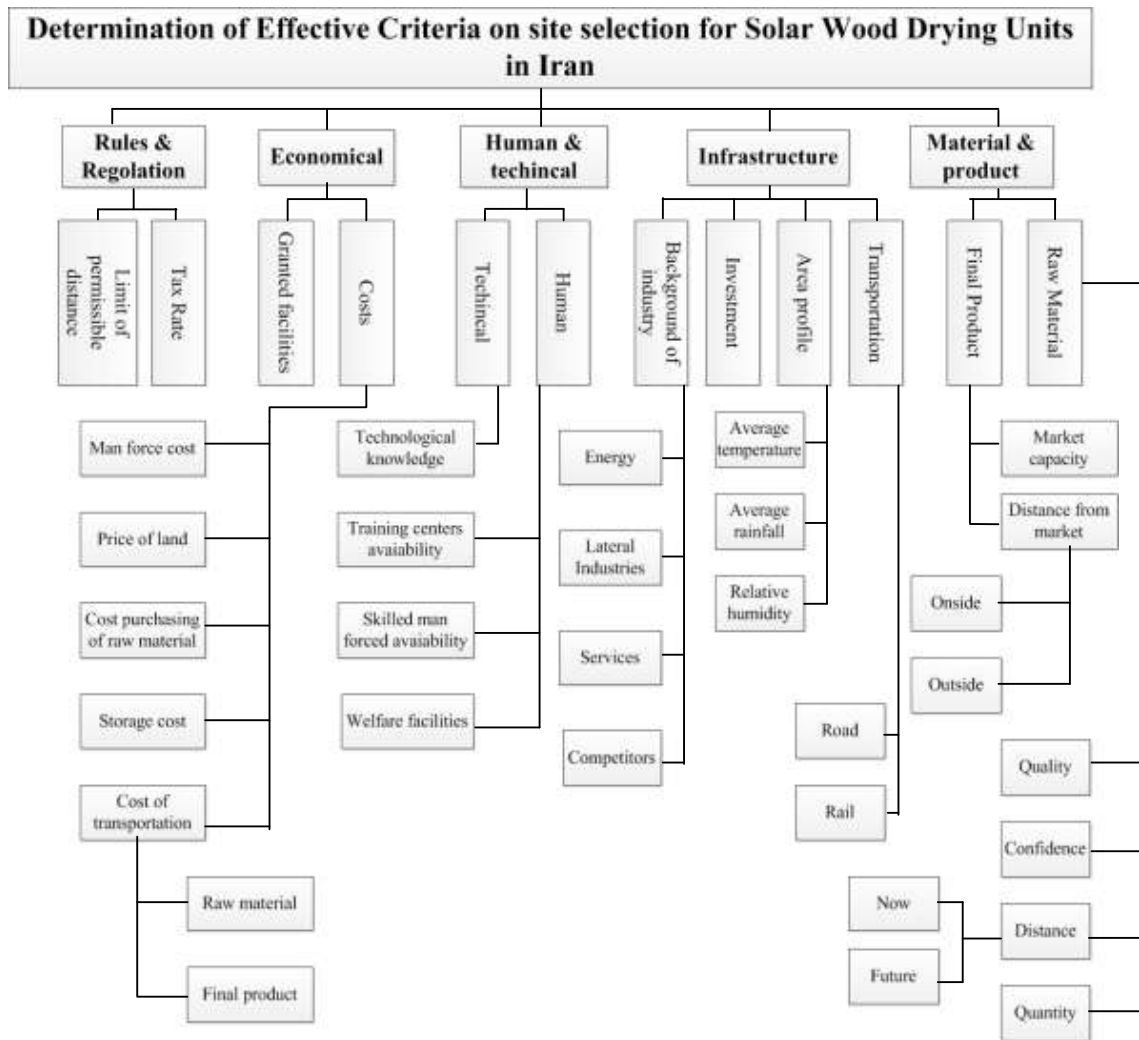 Determination of Effective Criteria on site selection for Solar Wood Drying Units
in Iran
Rules &
Regolation
Economical
Human &
techincal
Infrastructure
Material &
product
Limit of
permissible
distance
Tax Rate
Granted facilities
Costs
Techincal
Human
Background of
industry
Investment
Area profile
Transportation
Final Product
Raw Material
Man force cost
Price of land
Cost purchasing
of raw material
Storage cost
Cost of
transportation
Raw material
Final product
Technological
knowledge
Training centers
avaiability
Skilled man
forced avaiability
Welfare facilities
Energy
Lateral
Industries
Services
Competitors
Average
temperature
Average
rainfall
Relative
humidity
Road
Rail
Market
capacity
Distance from
market
Onside
Outside
Quality
Confidence
Distance
Now
Future
Quantity